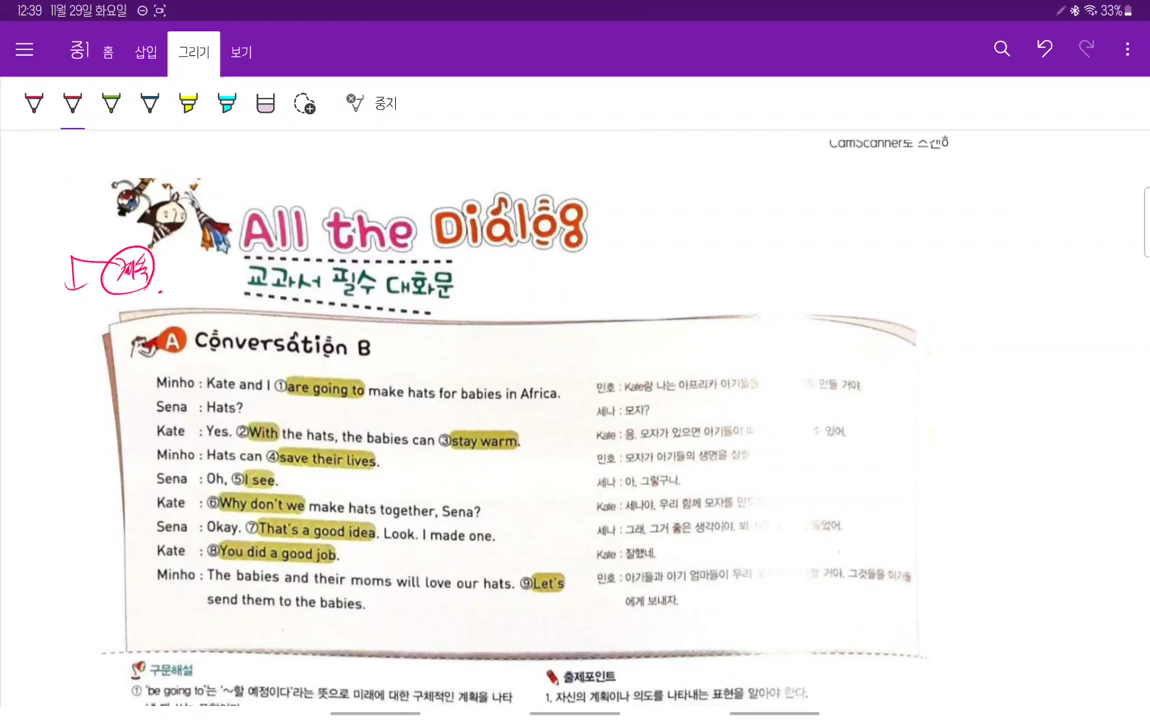 12:39 11월 29일 화요일
33%
중1 홈 삽입 그리기 보기
중지
CamScanner로 스캔하
All the Dialog
교과서 필수 대화문
A Conversation B
Minho : Kate and I ①are going to make hats for babies in Africa.
Sena : Hats?
Kate : Yes. ②With the hats, the babies can ③stay warm.
Minho : Hats can ④save their lives.
Sena : Oh, ⑤I see.
Kate : ⑥Why don't we make hats together, Sena?
Sena : Okay. ⑦That's a good idea. Look. I made one.
Kate : ⑧You did a good job.
Minho : The babies and their moms will love our hats. ⑨Let's
send them to the babies.
민호 : Kate랑 나는 아프리카 만들 거야.
세나 : 모자?
Kate : 응. 모자가 있으면 아기들이 수 있어.
민호 : 모자가 아기들의 생명을
세나 : 아, 그렇구나.
Kate : 세나야, 우리 함께 모자를
세나 : 그래, 그거 좋은 생각이야.
Kate : 잘했네.
민호 : 아기들과 아기 엄마들이 우리 거야. 그것들을 아기들
에게 보내자.
구문해설
① 'be going to'는 '~할 예정이다'라는 뜻으로 미래에 대한 구체적인 계획을 나타
출제포인트
1. 자신의 계획이나 의도를 나타내는 표현을 알아야 한다.